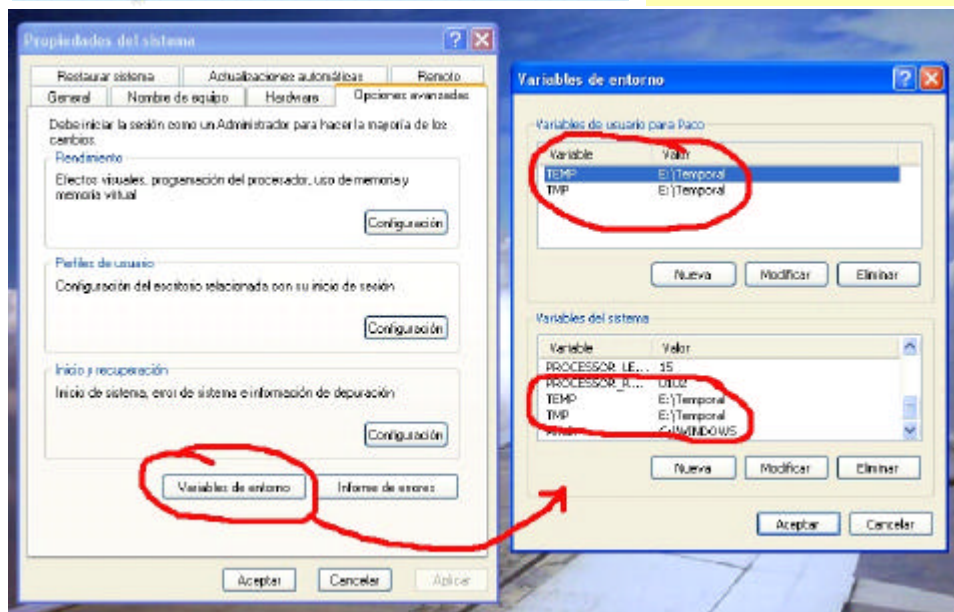 Propiedades del sistema
Restaurar sistema
Actualizaciones automáticas
Remoto
General
Nombre de equipo
Hardware
Opciones avanzadas
Debe iniciar la sesión como un Administrador para hacer la mayoría de los
cambios.
Rendimiento
Efectos visuales, programación del procesador, uso de memoria y
memoria virtual
Configuración
Perfiles de usuario
Configuración del escritorio relacionada con su inicio de sesión
Configuración
Inicio y recuperación
Inicio de sistema, error de sistema e información de depuración
Configuración
Variables de entorno
Informe de errores
Aceptar
Cancelar
Aplicar
Variables de entorno
Variables de usuario para Paco
Variable Valor
TEMP E:\Temporal
TMP E:\Temporal
Nueva
Modificar
Eliminar
Variables del sistema
Variable Valor
PROCESSOR_LE... 15
PROCESSOR_R... 0102
TEMP E:\Temporal
TMP E:\Temporal
C:\WINDOWS
Nueva
Modificar
Eliminar
Aceptar
Cancelar